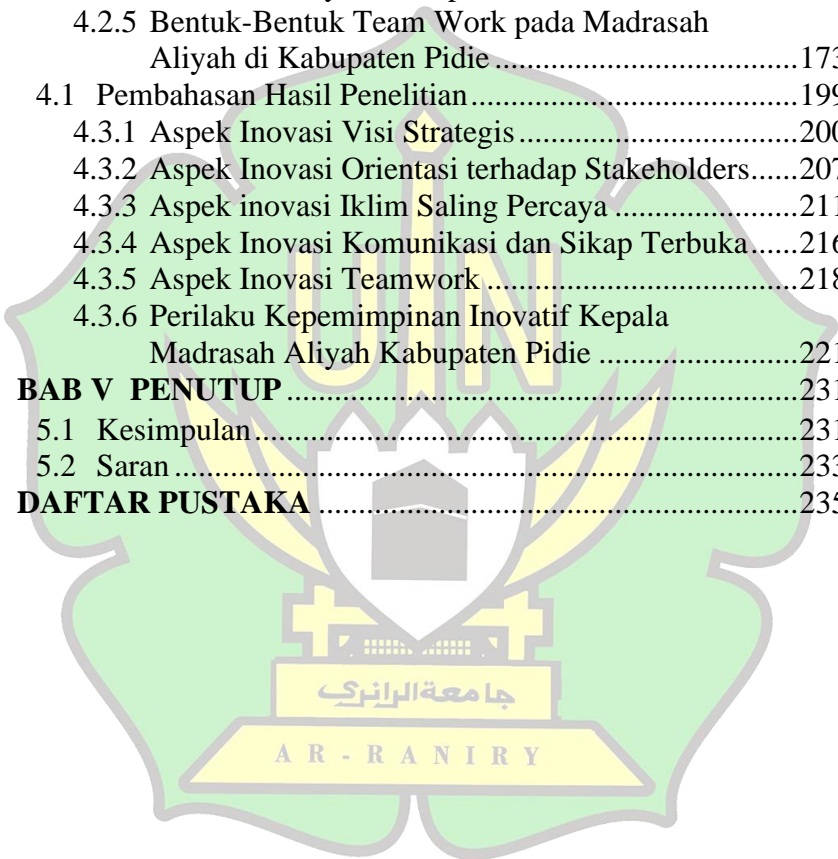 4.2.5 Bentuk-Bentuk Team Work pada Madrasah
Aliyah di Kabupaten Pidie ..................................173
4.1 Pembahasan Hasil Penelitian....................................199
4.3.1 Aspek Inovasi Visi Strategis...............................200
4.3.2 Aspek Inovasi Orientasi terhadap Stakeholders......207
4.3.3 Aspek inovasi Iklim Saling Percaya ....................211
4.3.4 Aspek Inovasi Komunikasi dan Sikap Terbuka......216
4.3.5 Aspek Inovasi Teamwork ...................................218
4.3.6 Perilaku Kepemimpinan Inovatif Kepala
Madrasah Aliyah Kabupaten Pidie ......................221
BAB V PENUTUP .........................................................231
5.1 Kesimpulan.............................................................231
5.2 Saran ......................................................................233
DAFTAR PUSTAKA .....................................................235
UIN
جامعةالرانري
AR-RANIRY